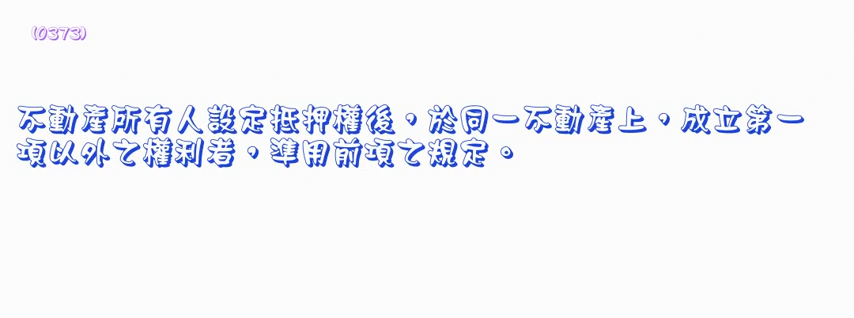 (0373)
不動產所有人設定抵押權後，於同一不動產上，成立第一
項以外之權利者，準用前項之規定。